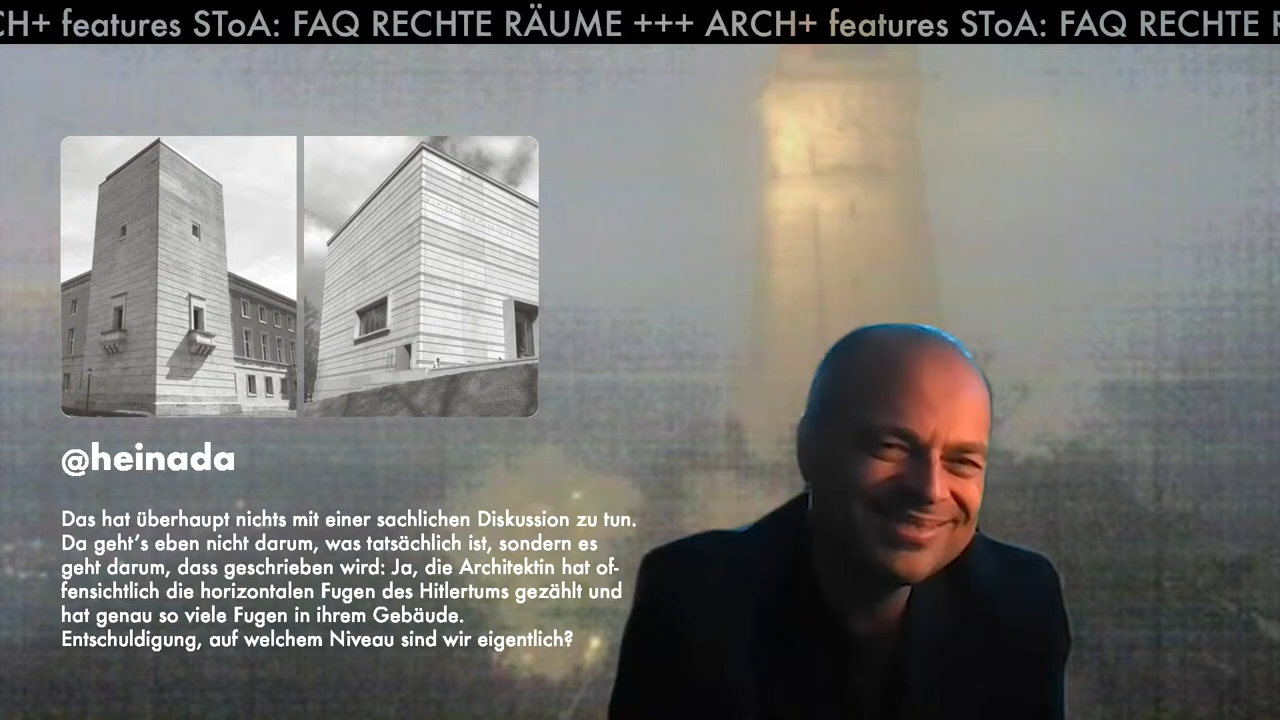 CH+ features SToA: FAQ RECHTE RÄUME +++ ARCH+ features SToA: FAQ RECHTE R
@heinada
Das hat überhaupt nichts mit einer sachlichen Diskussion zu tun.
Da geht's eben nicht darum, was tatsächlich ist, sondern es
geht darum, dass geschrieben wird: Ja, die Architektin hat of-
fensichtlich die horizontalen Fugen des Hitlertums gezählt und
hat genau so viele Fugen in ihrem Gebäude.
Entschuldigung, auf welchem Niveau sind wir eigentlich?